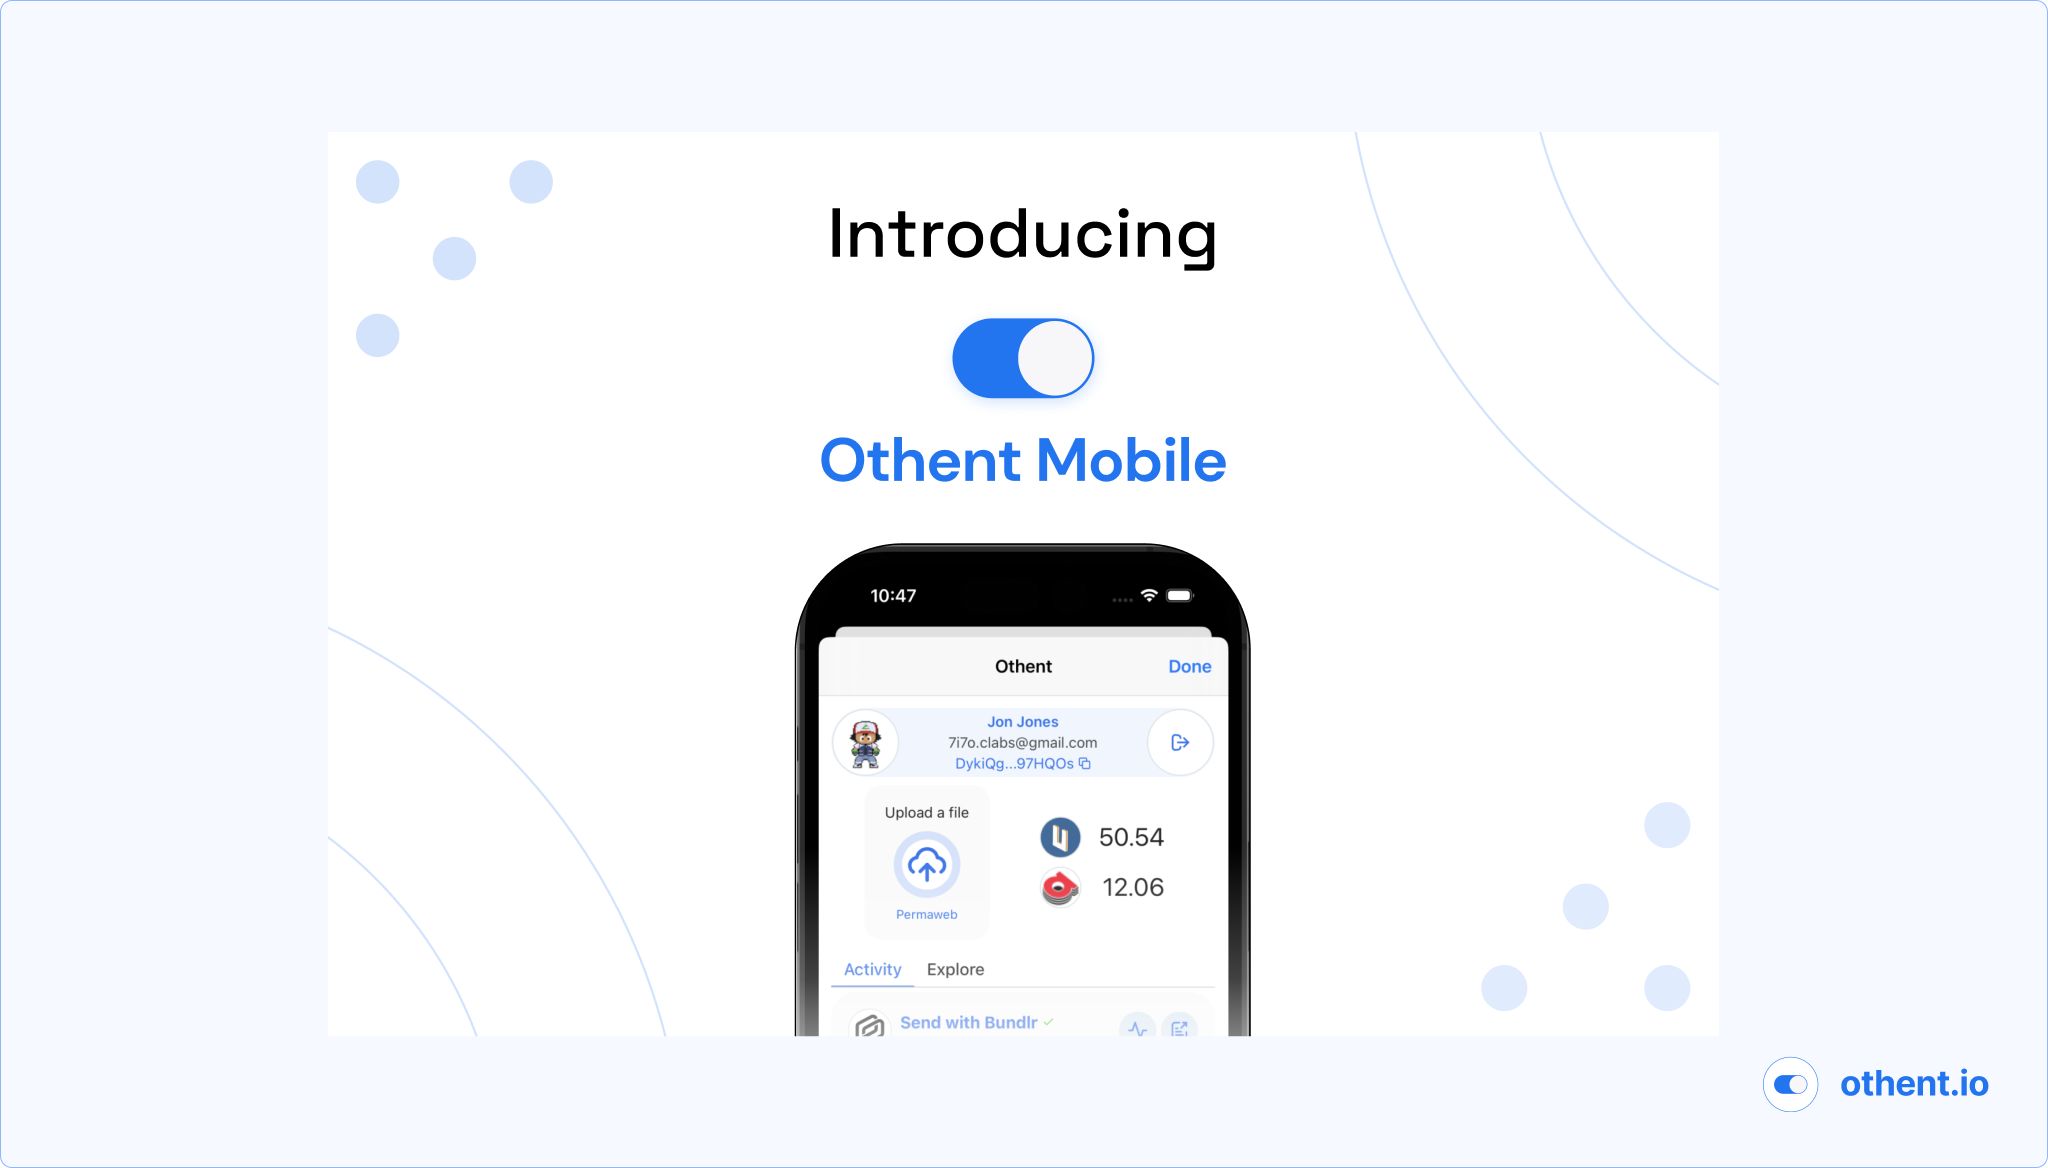 Introducing
Othent Mobile
10:47
Othent
Done
Jon Jones
7i7o.clabs@gmail.com
DykiQg...97HQOs
Upload a file
Permaweb
50.54
12.06
Activity
Explore
Send with Bundlr
othent.io